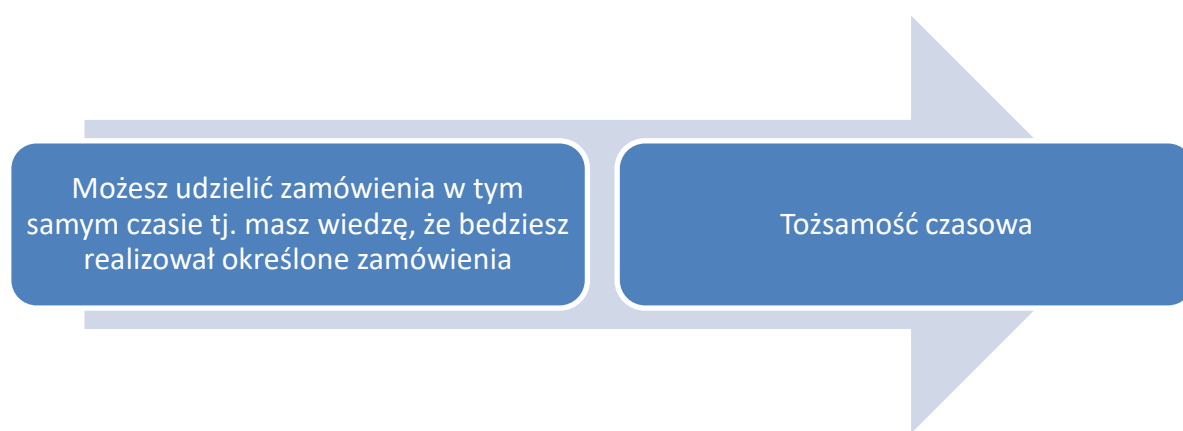 Możesz udzielić zamówienia w tym
samym czasie tj. masz wiedzę, że bedziesz
realizował określone zamówienia
Tożsamość czasowa